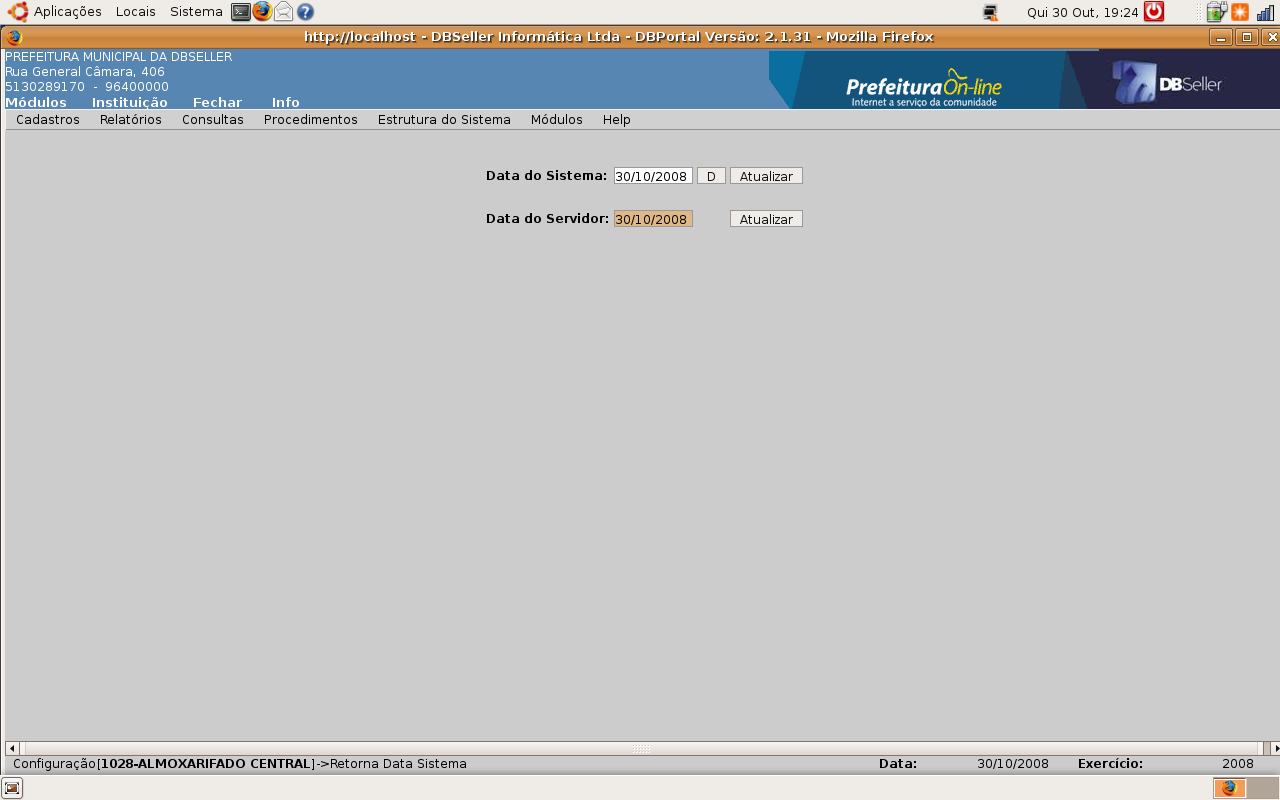 Aplicações Locais Sistema Qui 30 Out, 19:24
http://localhost - DBSeller Informática Ltda - DBPortal Versão: 2.1.31 - Mozilla Firefox
PREFEITURA MUNICIPAL DA DBSELLER
Rua General Câmara, 406
5130289170 - 96400000
Módulos Instituição Fechar Info
PrefeituraOn-line
Internet a serviço da comunidade
DBSeller
Cadastros Relatórios Consultas Procedimentos Estrutura do Sistema Módulos Help
Data do Sistema: 30/10/2008 D Atualizar
Data do Servidor: 30/10/2008 Atualizar
Configuração[1028-ALMOXARIFADO CENTRAL]->Retorna Data Sistema Data: 30/10/2008 Exercício: 2008